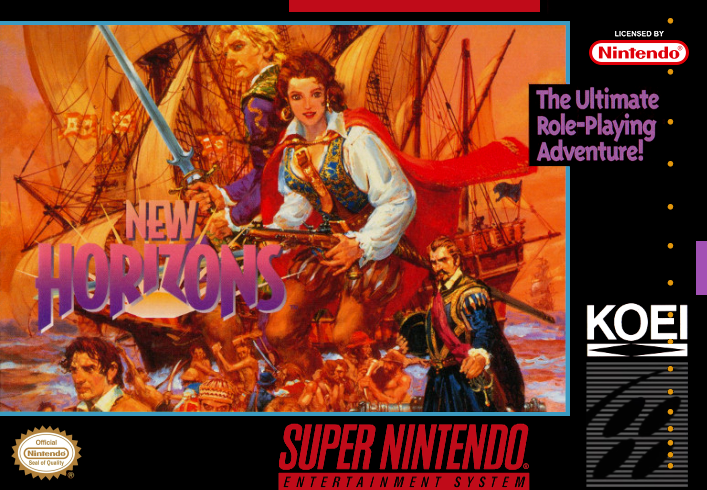 LICENSED BY
Nintendo®
The Ultimate
Role-Playing
Adventure!
NEW
HORIZONS
KOEI
Official
Nintendo
Seal of Quality
®
SUPER NINTENDO®
ENTERTAINMENT SYSTEM